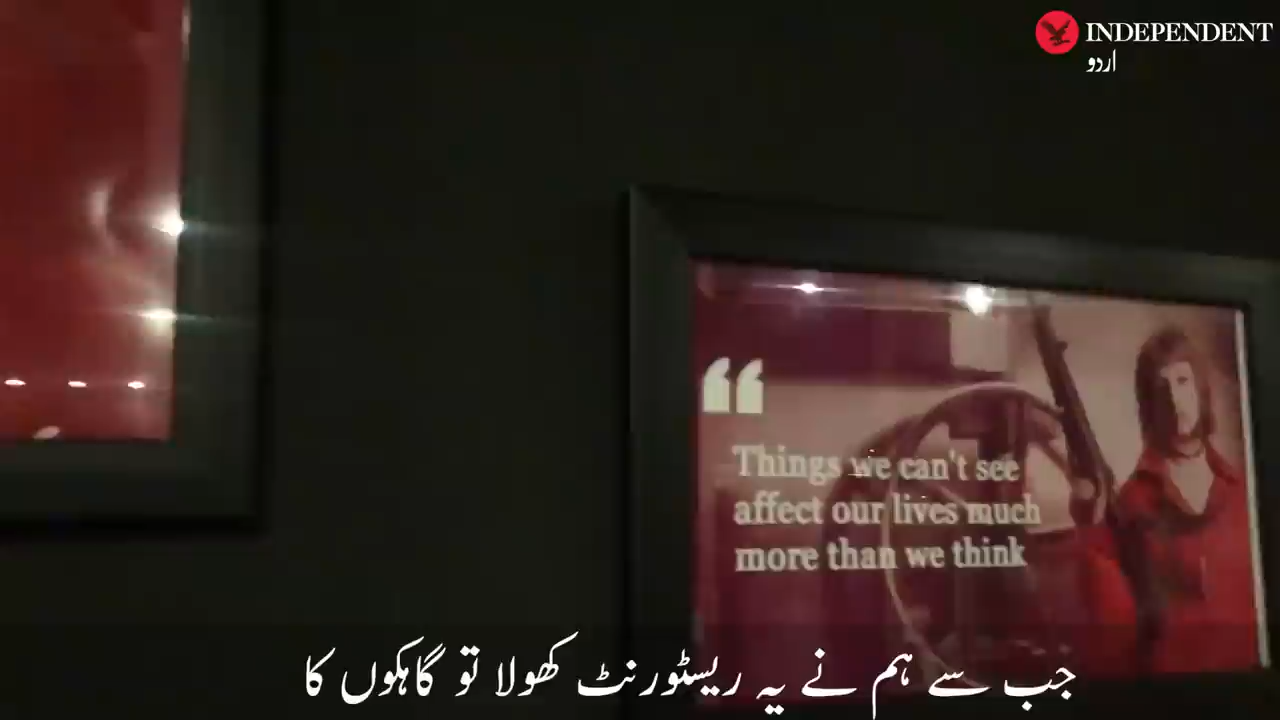 INDEPENDENT
اردو
“
Things we can't see
affect our lives much
more than we think
جب سے ہم نے یہ ریسٹورنٹ کھولا تو گاہکوں کا